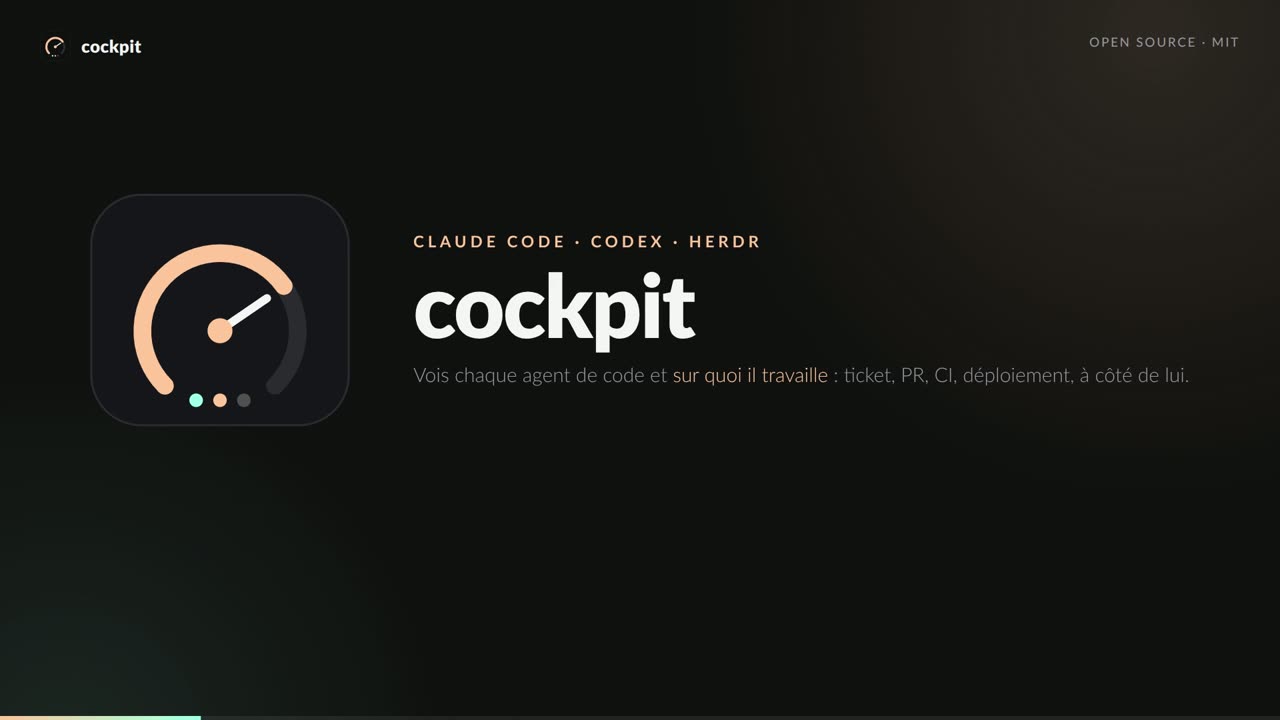 cockpit
OPEN SOURCE · MIT
CLAUDE CODE · CODEX · HERDR
cockpit
Vois chaque agent de code et sur quoi il travaille : ticket, PR, CI, déploiement, à côté de lui.